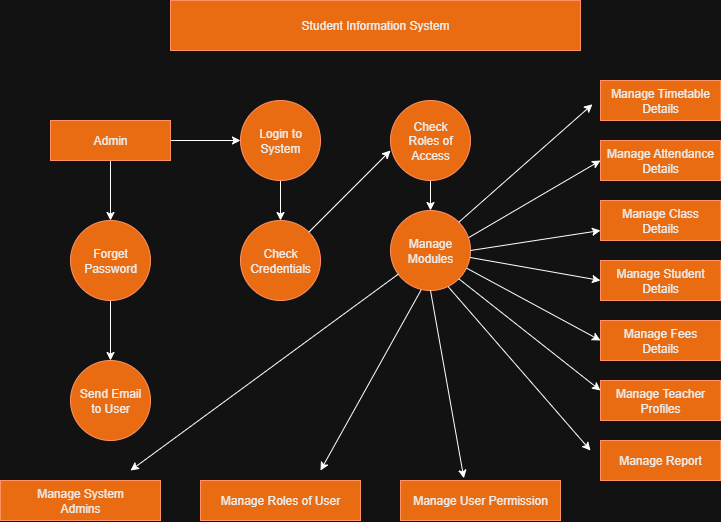 Student Information System
Admin
Login to
System
Check
Roles of
Access
Manage Timetable
Details
Manage Attendance
Details
Manage Class
Details
Forget
Password
Check
Credentials
Manage
Modules
Manage Student
Details
Manage Fees
Details
Send Email
to User
Manage Teacher
Profiles
Manage Report
Manage System
Admins
Manage Roles of User
Manage User Permission